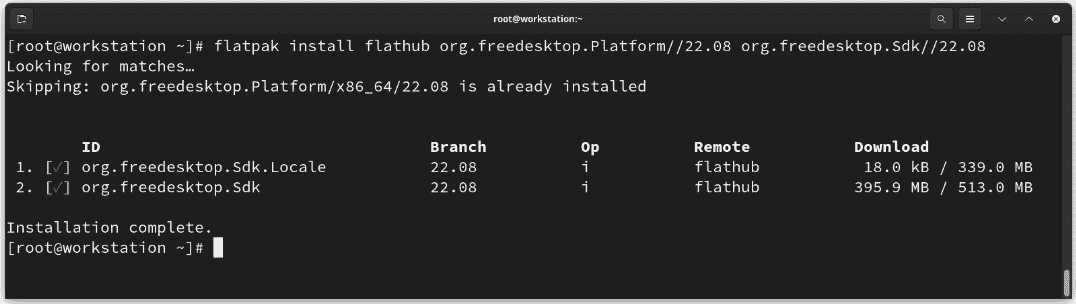 root@workstation:~
[root@workstation ~]# flatpak install flathub org.freedesktop.Platform//22.08 org.freedesktop.Sdk//22.08
Looking for matches…
Skipping: org.freedesktop.Platform/x86_64/22.08 is already installed
ID Branch Op Remote Download
1. [✓] org.freedesktop.Sdk.Locale 22.08 i flathub 18.0 kB / 339.0 MB
2. [✓] org.freedesktop.Sdk 22.08 i flathub 395.9 MB / 513.0 MB
Installation complete.
[root@workstation ~]#